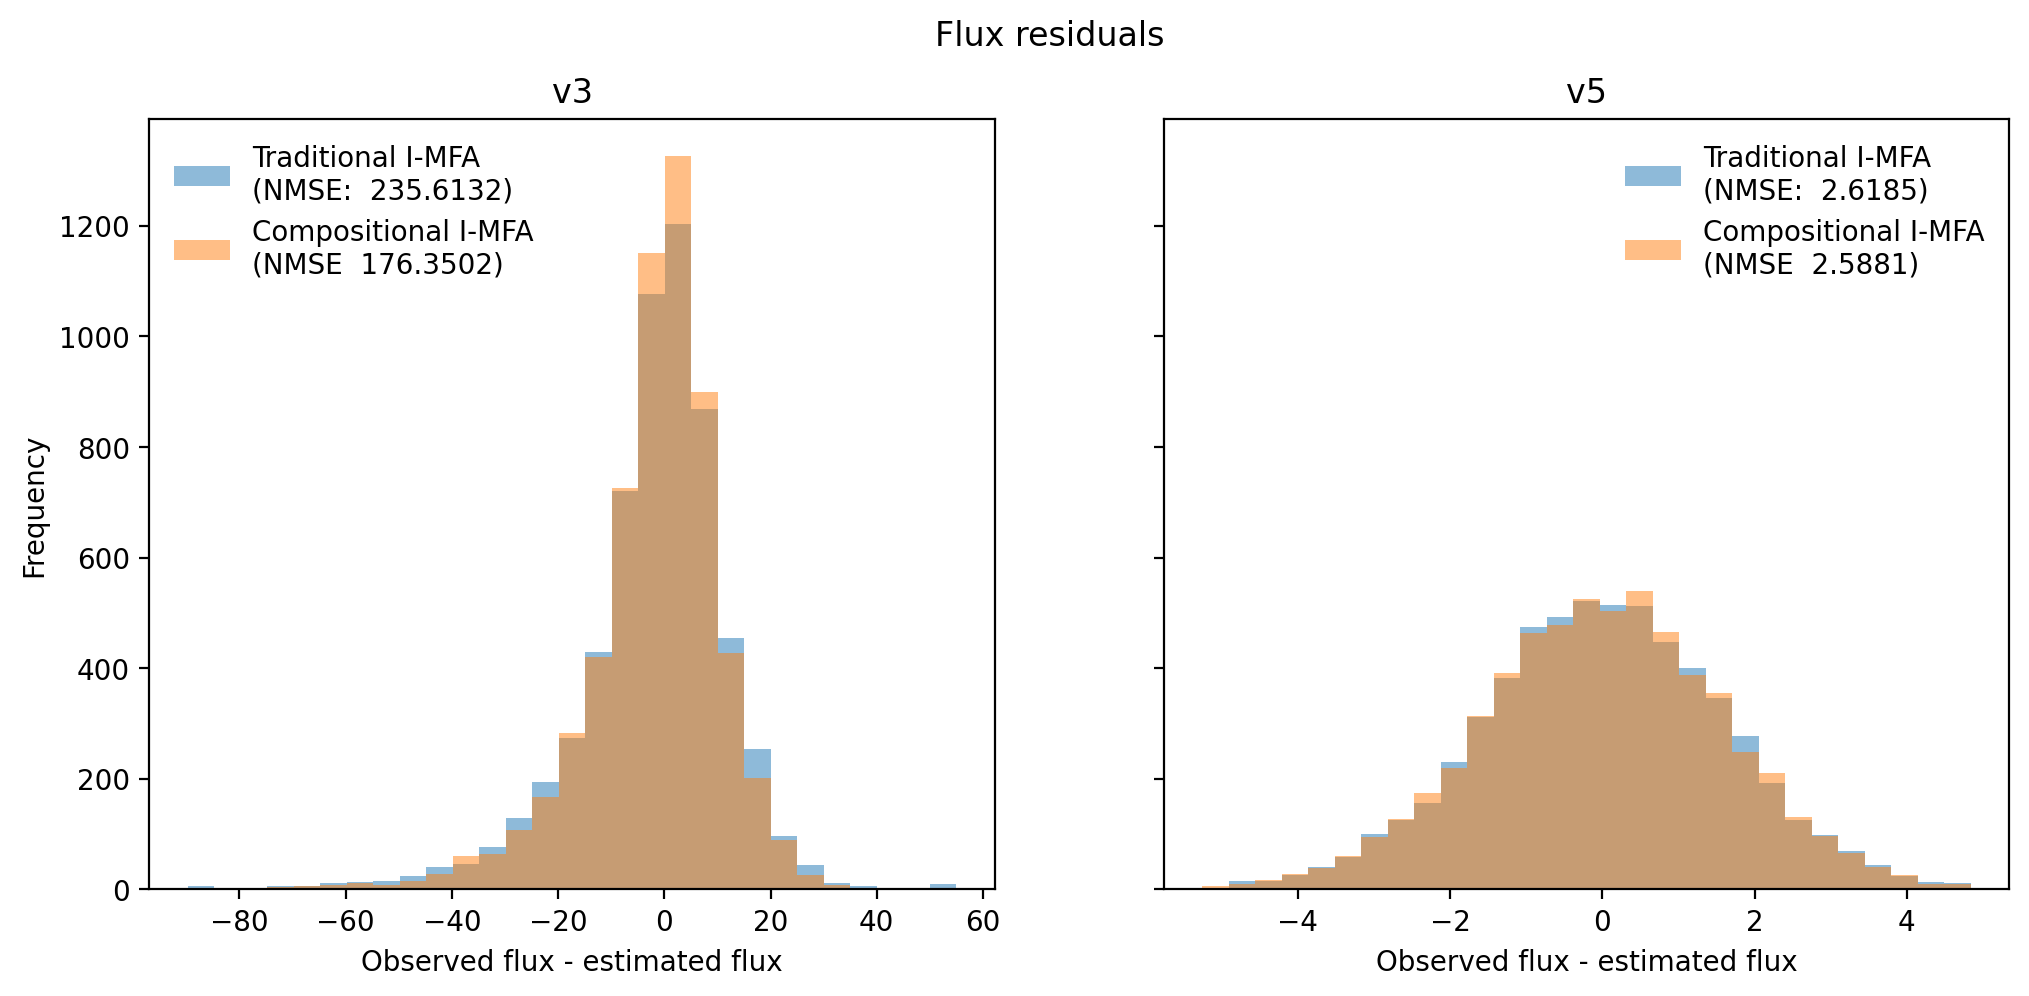 Flux residuals
v3
Traditional I-MFA
(NMSE:  235.6132)
Compositional I-MFA
(NMSE  176.3502)
Frequency
0
200
400
600
800
1000
1200
−80
−60
−40
−20
0
20
40
60
Observed flux - estimated flux
v5
Traditional I-MFA
(NMSE:  2.6185)
Compositional I-MFA
(NMSE  2.5881)
−4
−2
0
2
4
Observed flux - estimated flux